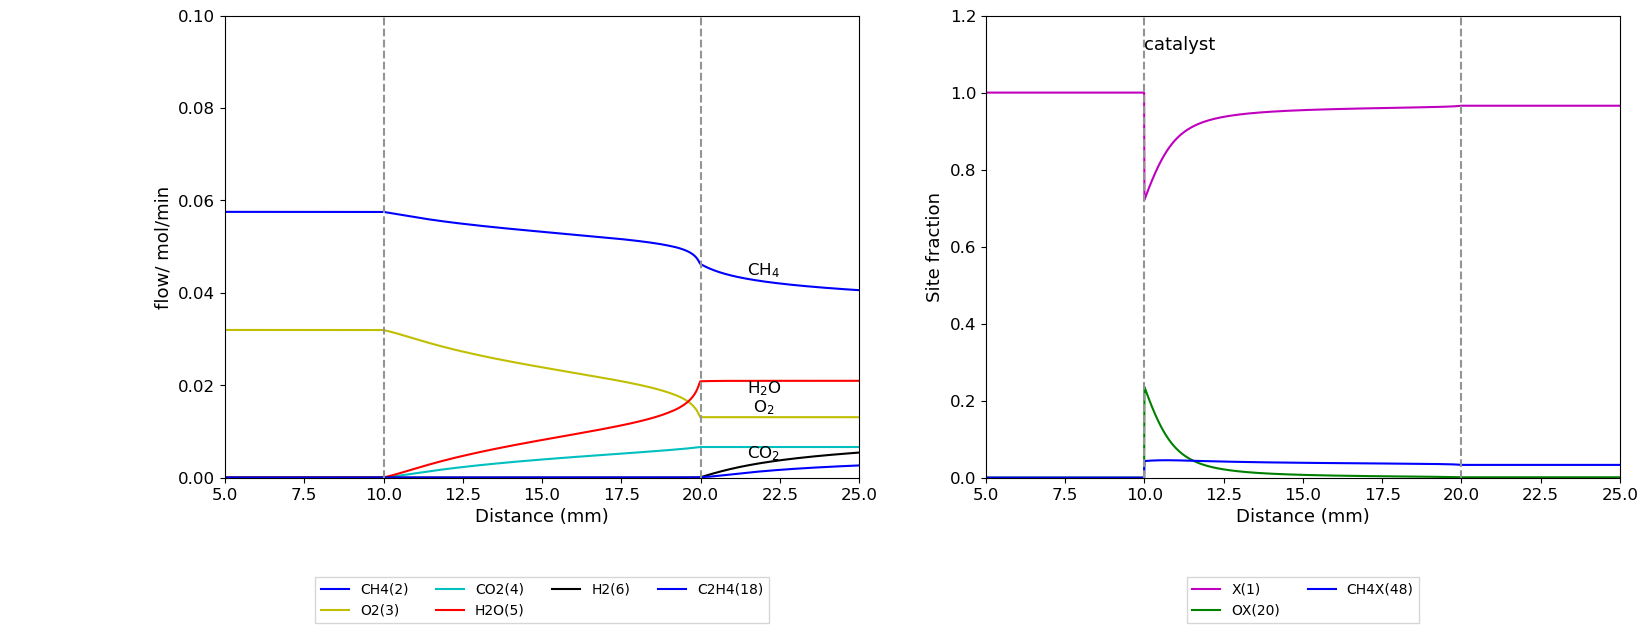 0.10
0.08
0.06
0.04
0.02
0.00
flow/ mol/min
CH₄
H₂O
O₂
CO₂
5.0 7.5 10.0 12.5 15.0 17.5 20.0 22.5 25.0
Distance (mm)
CH4(2) CO2(4) H2(6) C2H4(18)
O2(3) H2O(5)
1.2
1.0
0.8
0.6
0.4
0.2
0.0
Site fraction
catalyst
5.0 7.5 10.0 12.5 15.0 17.5 20.0 22.5 25.0
Distance (mm)
X(1) CH4X(48)
OX(20)